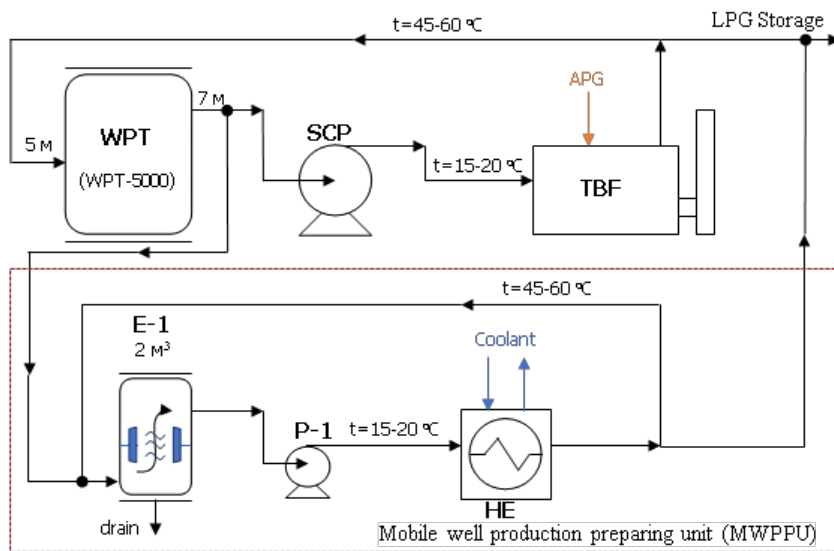 t=45-60 ℃
LPG Storage
7 м
APG
WPT
SCP
5 м
(WPT-5000)
t=15-20 ℃
TBF
t=45-60 ℃
E-1
2 м³
Coolant
P-1
t=15-20 ℃
HE
drain
Mobile well production preparing unit (MWPPU)